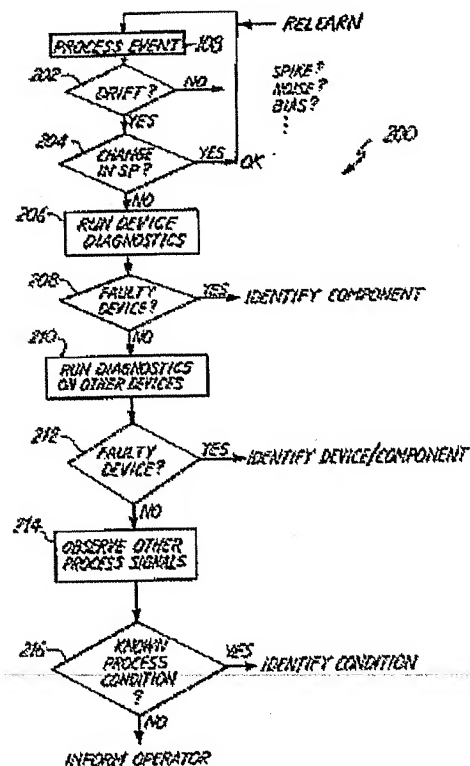 RELEARN
PROCESS EVENT
188
202
DRIFT?
NO
SPIKE?
NOISE?
BIAS?
YES
200
204
CHANGE
IN SP?
YES
OK
NO
206
RUN DEVICE
DIAGNOSTICS
208
FAULTY
DEVICE?
YES
IDENTIFY COMPONENT
NO
210
RUN DIAGNOSTICS
ON OTHER DEVICES
212
FAULTY
DEVICE?
YES
IDENTIFY DEVICE/COMPONENT
NO
214
OBSERVE OTHER
PROCESS SIGNALS
216
KNOWN
PROCESS
CONDITION
?
YES
IDENTIFY CONDITION
NO
INFORM OPERATOR